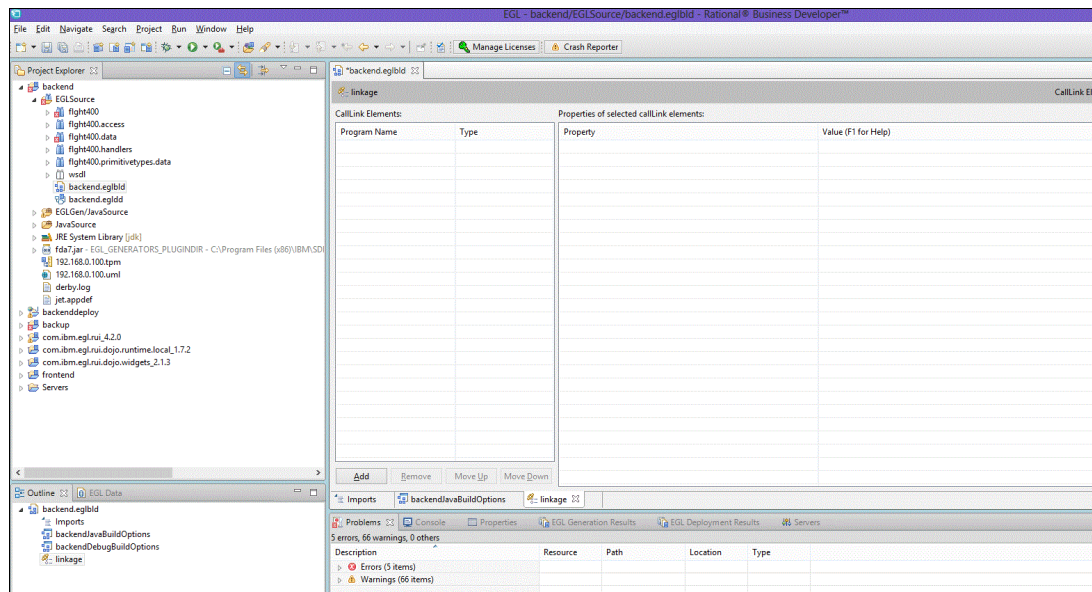 EGL - backend/EGLSource/backend.eglbld - Rational® Business Developer™
File Edit Navigate Search Project Run Window Help
Manage Licenses Crash Reporter
Project Explorer
backend
EGLSource
flght400
flght400.access
flght400.data
flght400.handlers
flght400.primitivetypes.data
wsdl
backend.eglbld
backend.egldd
EGLGen/JavaSource
JavaSource
JRE System Library [jdk]
fda7.jar - EGL_GENERATORS_PLUGINDIR - C:\Program Files (x86)\IBM\SDI
192.168.0.100.tpm
192.168.0.100.uml
derby.log
jet.appdef
backenddeploy
backup
com.ibm.egl.rui_4.2.0
com.ibm.egl.rui.dojo.runtime.local_1.7.2
com.ibm.egl.rui.dojo.widgets_2.1.3
frontend
Servers
Outline EGL Data
backend.eglbld
Imports
backendJavaBuildOptions
backendDebugBuildOptions
linkage
*backend.eglbld
linkage CallLink El
CallLink Elements: Properties of selected callLink elements:
Program Name Type Property Value (F1 for Help)
Add Remove Move Up Move Down
Imports backendJavaBuildOptions linkage
Problems Console Properties EGL Generation Results EGL Deployment Results Servers
5 errors, 66 warnings, 0 others
Description Resource Path Location Type
Errors (5 items)
Warnings (66 items)